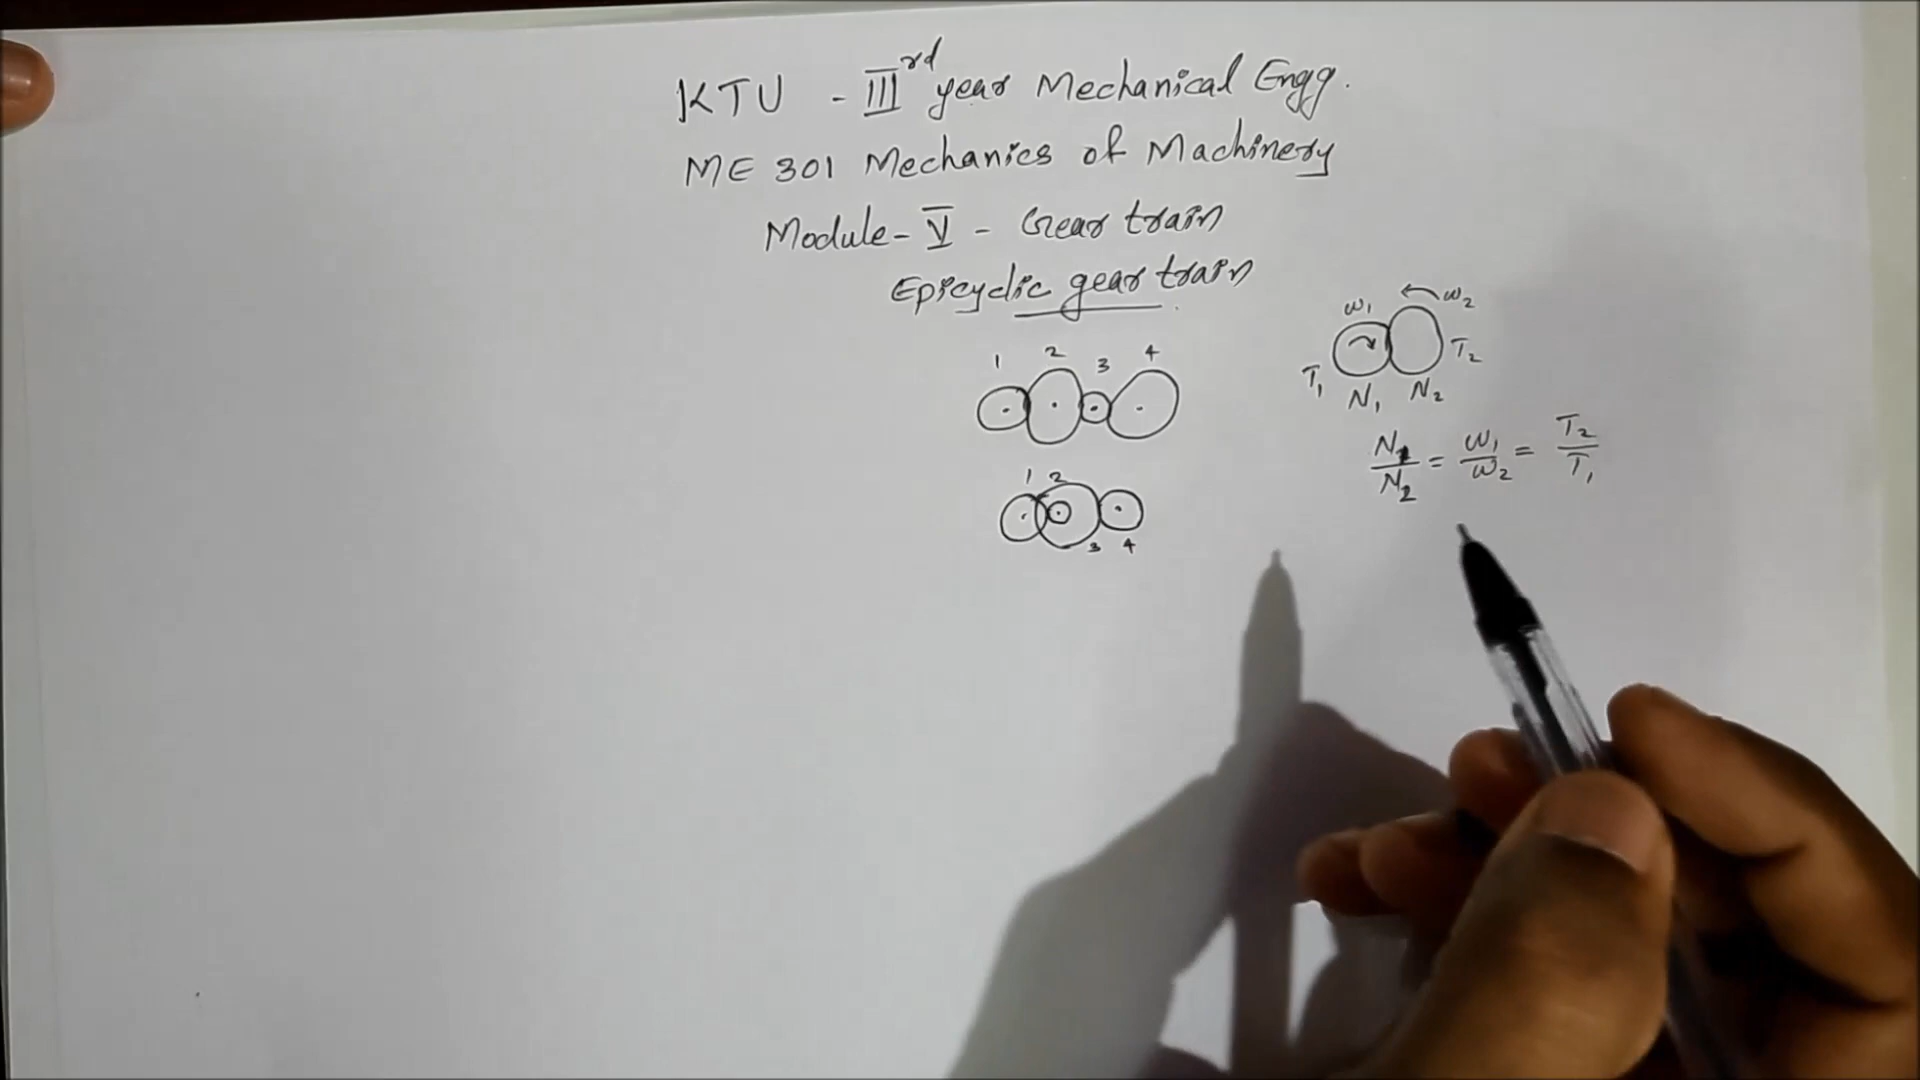 KTU - III rd year Mechanical Engg.
ME 301 Mechanics of Machinery
Module - V - Gear train
Epicyclic gear train
1 2 3 4
1 2
3 4
ω1 ω2
T1 T2
N1 N2
N1/N2 = ω1/ω2 = T2/T1